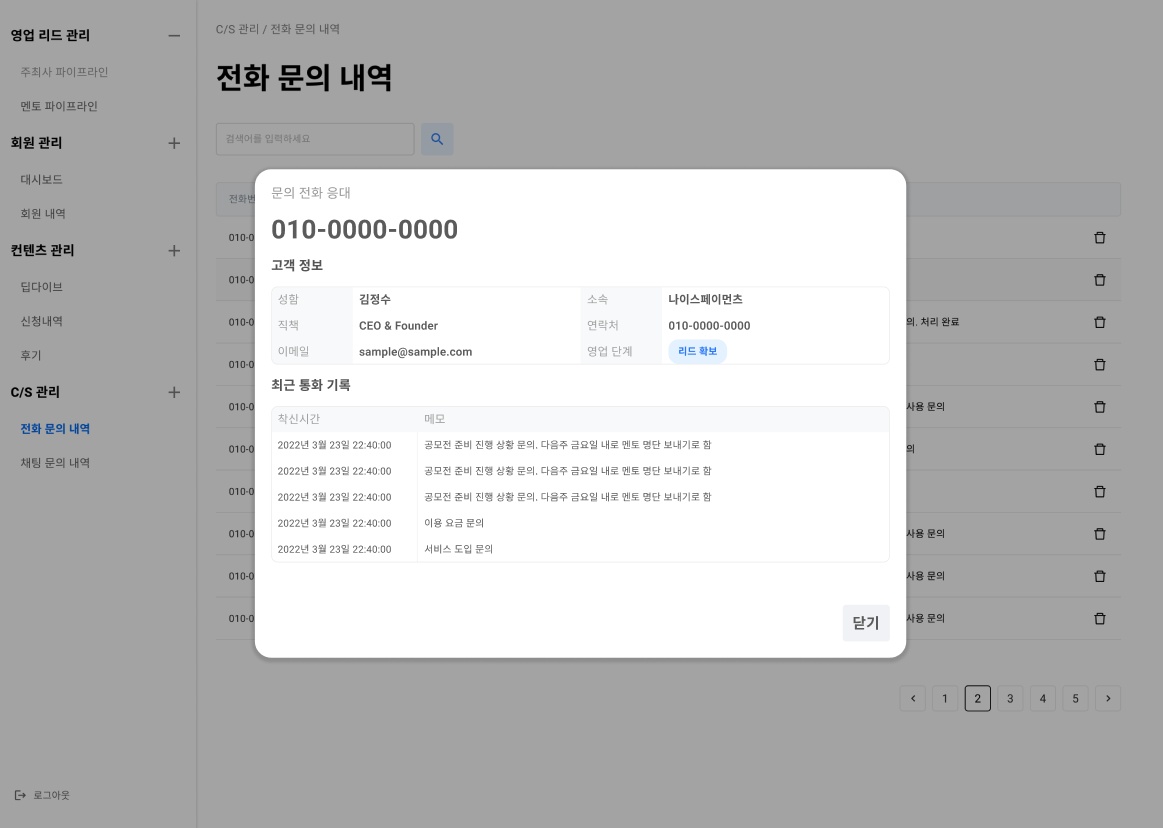 영업 리드 관리
주최사 파이프라인
멘토 파이프라인
회원 관리
대시보드
회원 내역
컨텐츠 관리
딥다이브
신청내역
후기
C/S 관리
전화 문의 내역
채팅 문의 내역
로그아웃
C/S 관리 / 전화 문의 내역
전화 문의 내역
검색어를 입력하세요
전화번
010-0
010-0
010-0 의. 처리 완료
010-0
010-0 사용 문의
010-0 의
010-0
010-0 사용 문의
010-0 사용 문의
010-0 사용 문의
문의 전화 응대
010-0000-0000
고객 정보
성함 김정수 소속 나이스페이먼츠
직책 CEO & Founder 연락처 010-0000-0000
이메일 sample@sample.com 영업 단계 리드 확보
최근 통화 기록
착신시간 메모
2022년 3월 23일 22:40:00 공모전 준비 진행 상황 문의. 다음주 금요일 내로 멘토 명단 보내기로 함
2022년 3월 23일 22:40:00 공모전 준비 진행 상황 문의. 다음주 금요일 내로 멘토 명단 보내기로 함
2022년 3월 23일 22:40:00 공모전 준비 진행 상황 문의. 다음주 금요일 내로 멘토 명단 보내기로 함
2022년 3월 23일 22:40:00 이용 요금 문의
2022년 3월 23일 22:40:00 서비스 도입 문의
닫기
1 2 3 4 5